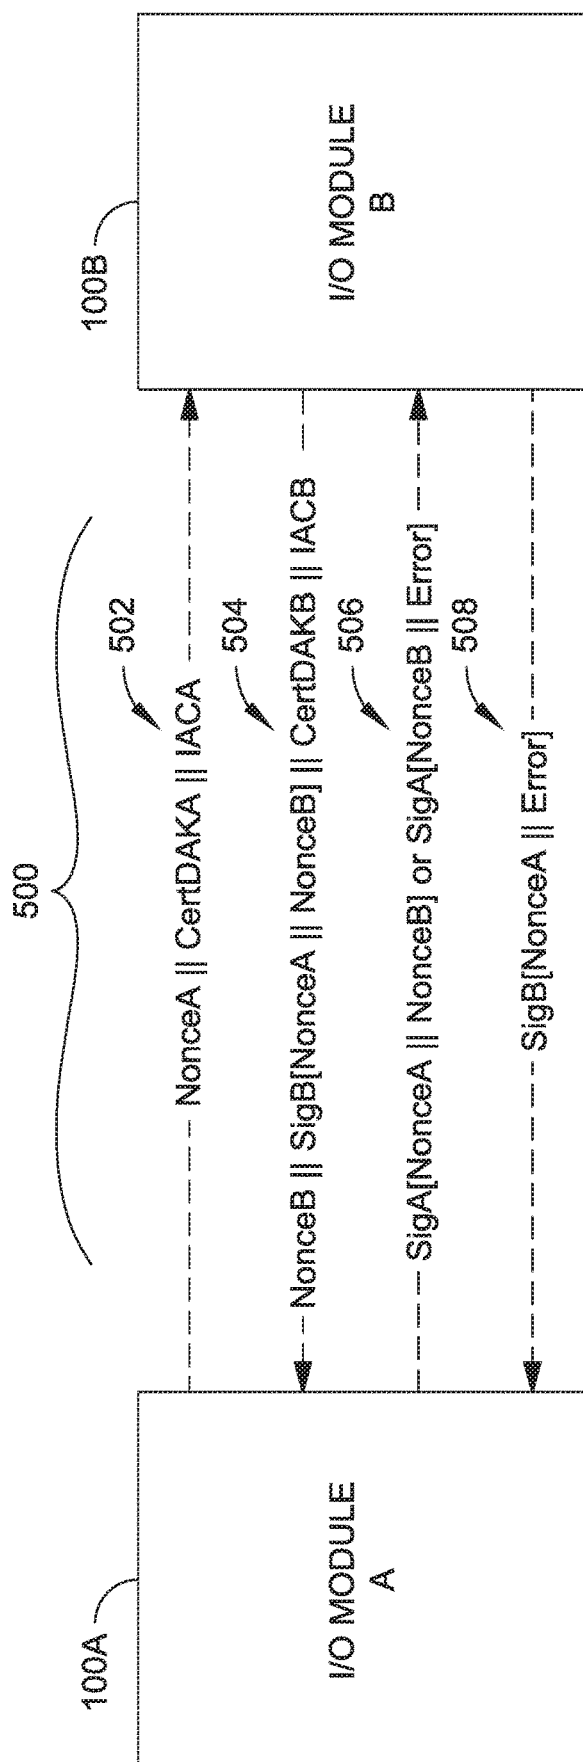 500
100A
I/O MODULE
A
100B
I/O MODULE
B
502
NonceA || CertDAKA || IACA
504
NonceB || SigB[NonceA || NonceB] || CertDAKB || IACB
506
SigA[NonceA || NonceB] or SigA[NonceB || Error]
508
SigB[NonceA || Error]